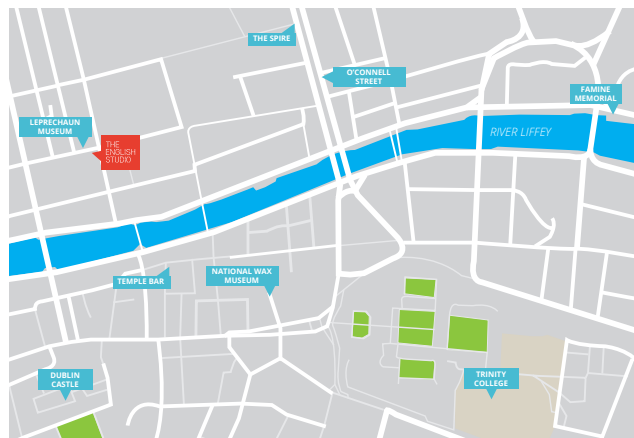 THE SPIRE
O'CONNELL
STREET
FAMINE
MEMORIAL
LEPRECHAUN
MUSEUM
THE
ENGLISH
STUDIO
RIVER LIFFEY
TEMPLE BAR
NATIONAL WAX
MUSEUM
DUBLIN
CASTLE
TRINITY
COLLEGE